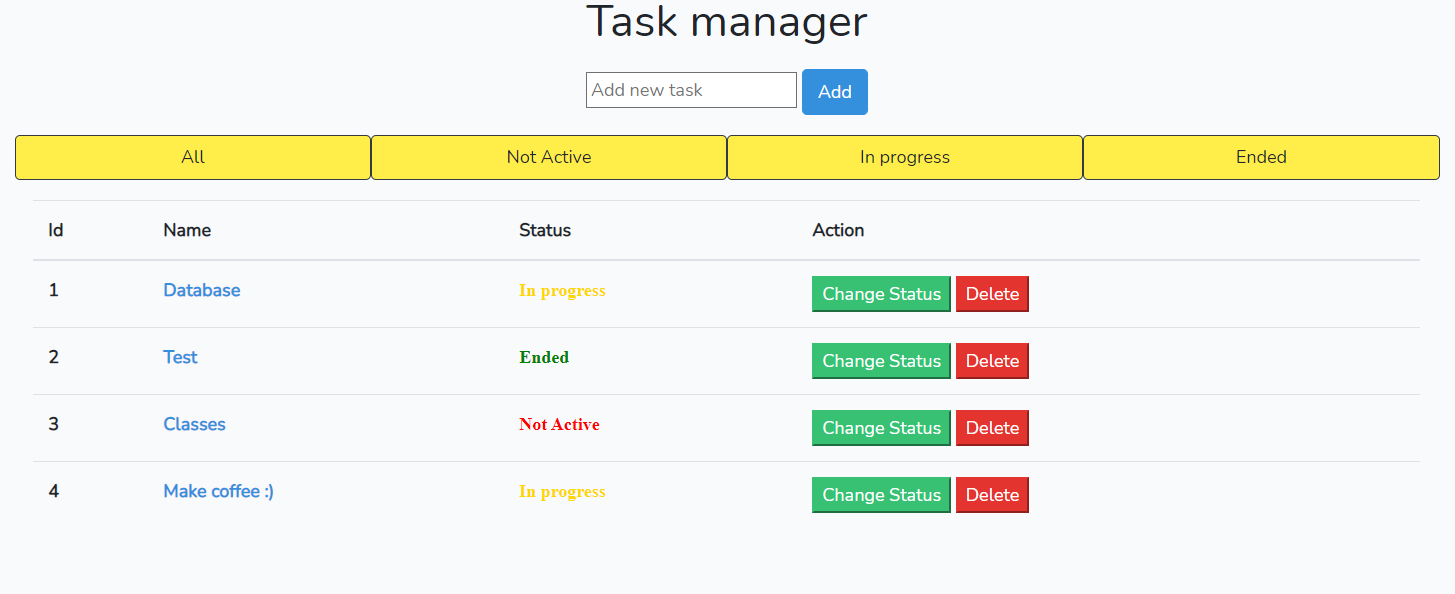 Task manager
Add new task Add
All Not Active In progress Ended
Id Name Status Action
1 Database In progress Change Status Delete
2 Test Ended Change Status Delete
3 Classes Not Active Change Status Delete
4 Make coffee :) In progress Change Status Delete